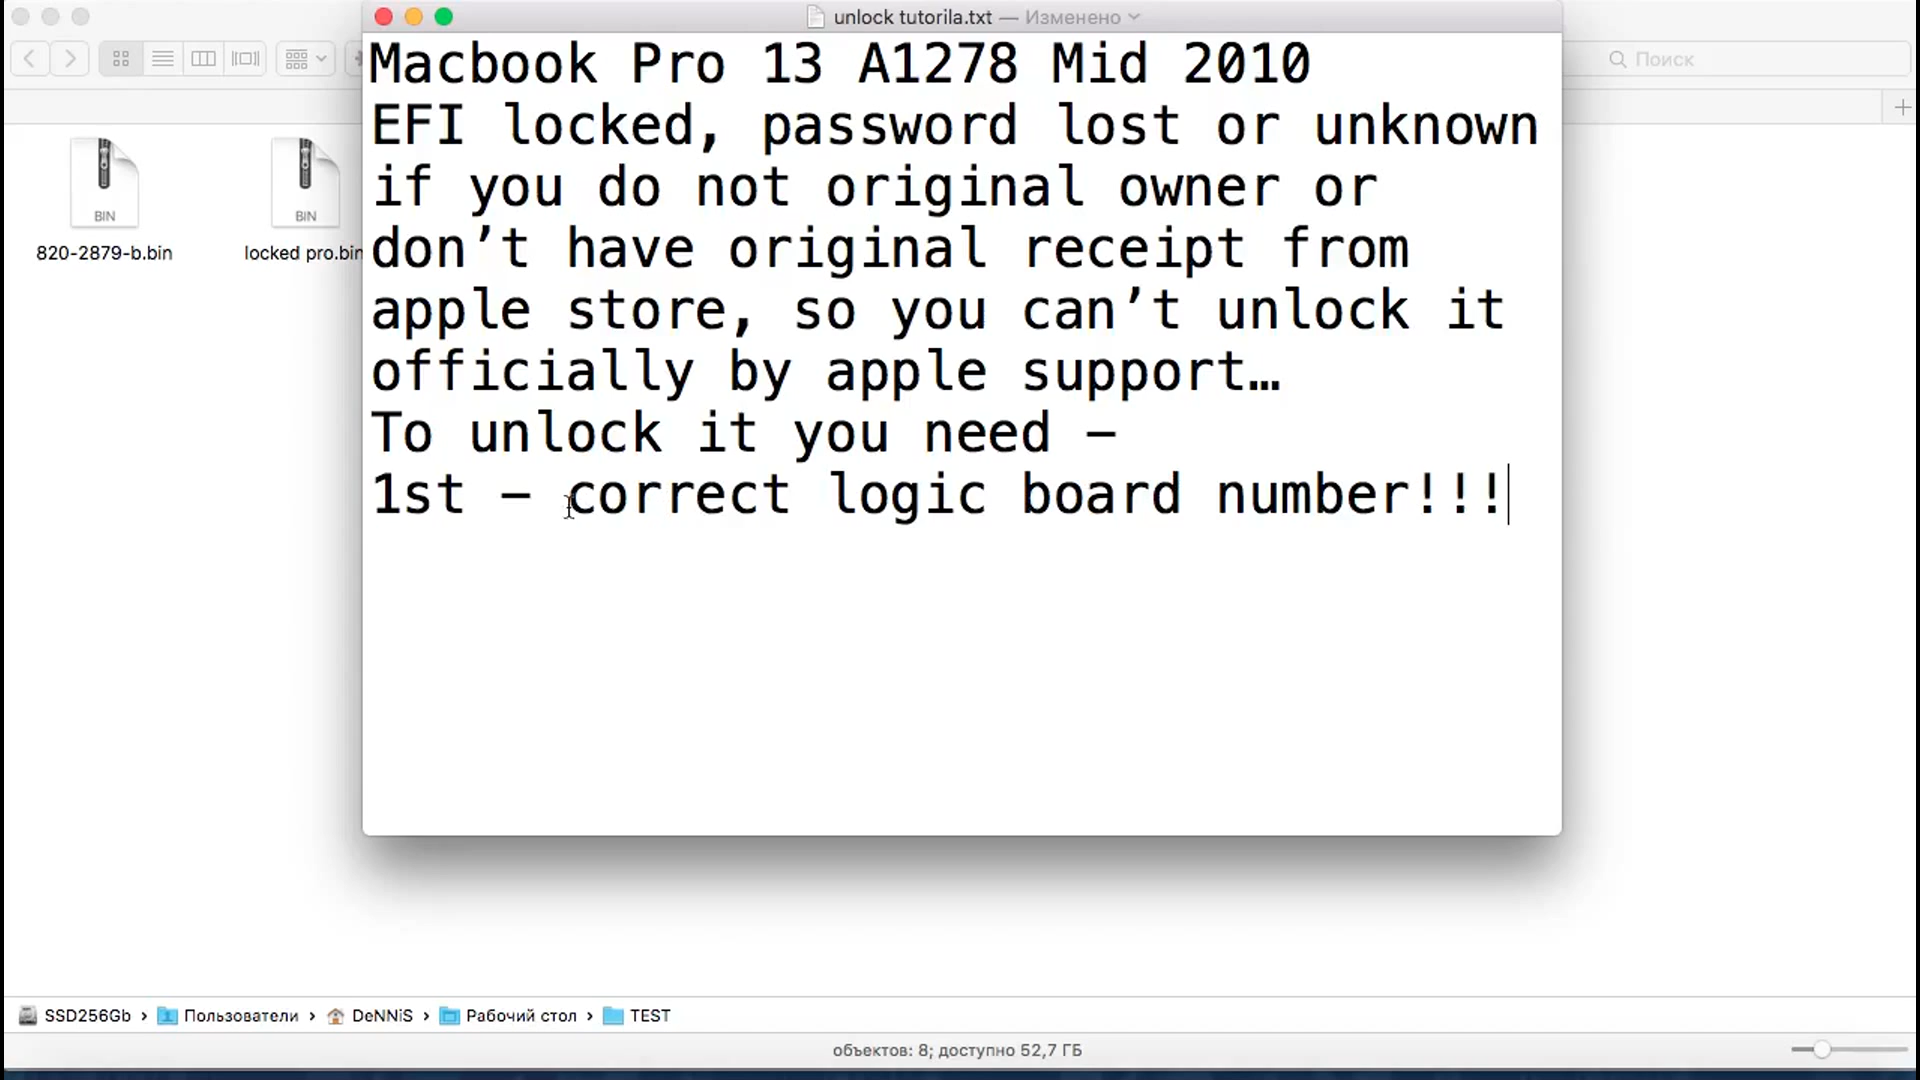 unlock tutorila.txt — Изменено
Поиск
Macbook Pro 13 A1278 Mid 2010
EFI locked, password lost or unknown
if you do not original owner or
don’t have original receipt from
apple store, so you can’t unlock it
officially by apple support…
To unlock it you need –
1st – correct logic board number!!!
BIN
820-2879-b.bin
BIN
locked pro.bin
SSD256Gb › Пользователи › DeNNiS › Рабочий стол › TEST
объектов: 8; доступно 52,7 ГБ